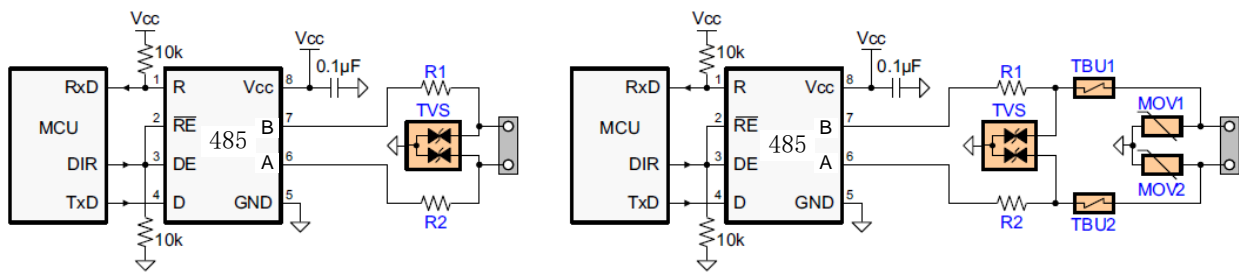 Vcc
10k
RxD
MCU
DIR
TxD
1
2
3
4
R
RE
DE
D
485
Vcc
B
A
GND
8
7
6
5
Vcc
0.1µF
R1
TVS
R2
10k
Vcc
10k
RxD
MCU
DIR
TxD
1
2
3
4
R
RE
DE
D
485
Vcc
B
A
GND
8
7
6
5
Vcc
0.1µF
R1
TVS
R2
TBU1
MOV1
MOV2
TBU2
10k